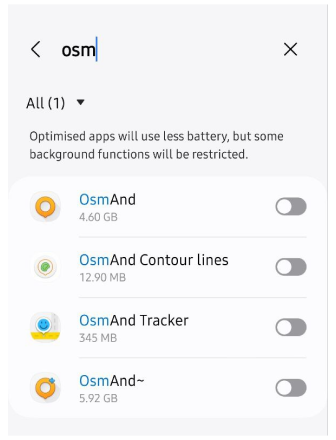 osm
All (1)
Optimised apps will use less battery, but some
background functions will be restricted.
OsmAnd
4.60 GB
OsmAnd Contour lines
12.90 MB
OsmAnd Tracker
345 MB
OsmAnd~
5.92 GB